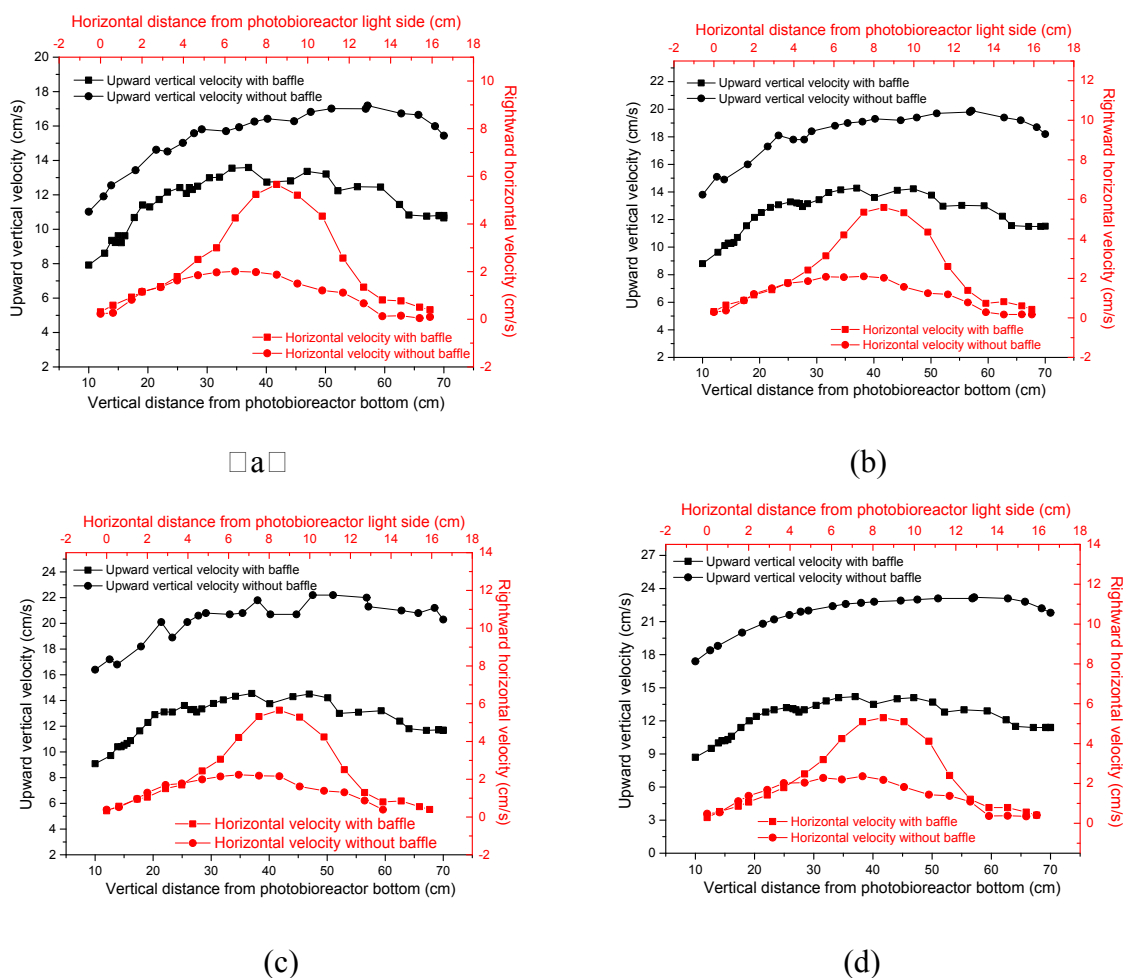 Horizontal distance from photobioreactor light side (cm)
-2 0 2 4 6 8 10 12 14 16 18
20 18 16 14 12 10 8 6 4 2
Upward vertical velocity (cm/s)
Upward vertical velocity with baffle
Upward vertical velocity without baffle
Horizontal velocity with baffle
Horizontal velocity without baffle
10 8 6 4 2 0 -2
Rightward horizontal velocity (cm/s)
10 20 30 40 50 60 70
Vertical distance from photobioreactor bottom (cm)
□a□
Horizontal distance from photobioreactor light side (cm)
-2 0 2 4 6 8 10 12 14 16 18
22 20 18 16 14 12 10 8 6 4 2
Upward vertical velocity (cm/s)
Upward vertical velocity with baffle
Upward vertical velocity without baffle
Horizontal velocity with baffle
Horizontal velocity without baffle
12 10 8 6 4 2 0 -2
Rightward horizontal velocity (cm/s)
10 20 30 40 50 60 70
Vertical distance from photobioreactor bottom (cm)
(b)
Horizontal distance from photobioreactor light side (cm)
-2 0 2 4 6 8 10 12 14 16 18
24 22 20 18 16 14 12 10 8 6 4 2
Upward vertical velocity (cm/s)
Upward vertical velocity with baffle
Upward vertical velocity without baffle
Horizontal velocity with baffle
Horizontal velocity without baffle
14 12 10 8 6 4 2 0 -2
Rightward horizontal velocity (cm/s)
10 20 30 40 50 60 70
Vertical distance from photobioreactor bottom (cm)
(c)
Horizontal distance from photobioreactor light side (cm)
-2 0 2 4 6 8 10 12 14 16 18
27 24 21 18 15 12 9 6 3 0
Upward vertical velocity (cm/s)
Upward vertical velocity with baffle
Upward vertical velocity without baffle
Horizontal velocity with baffle
Horizontal velocity without baffle
14 12 10 8 6 4 2 0 -2
Rightward horizontal velocity (cm/s)
10 20 30 40 50 60 70
Vertical distance from photobioreactor bottom (cm)
(d)